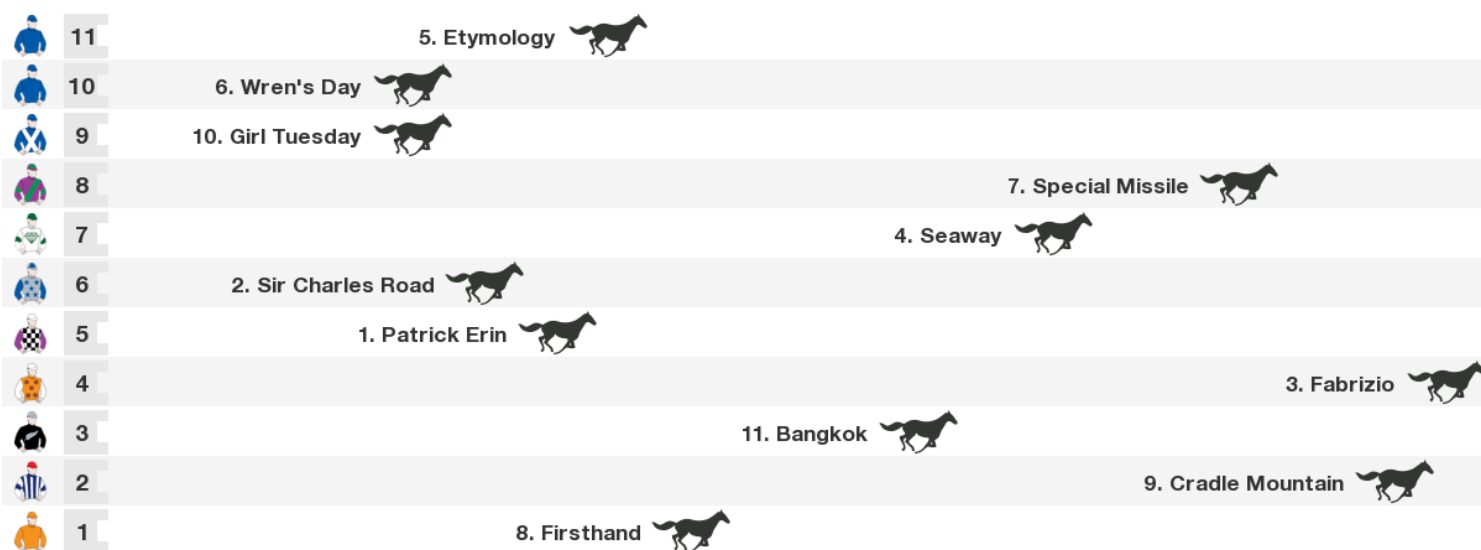 11 5. Etymology
10 6. Wren's Day
9 10. Girl Tuesday
8 7. Special Missile
7 4. Seaway
6 2. Sir Charles Road
5 1. Patrick Erin
4 3. Fabrizio
3 11. Bangkok
2 9. Cradle Mountain
1 8. Firsthand